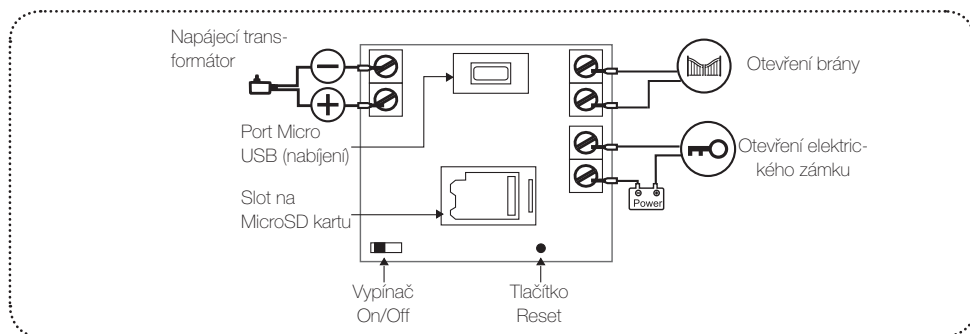 Napájecí trans-
formátor
Otevření brány
Port Micro
USB (nabíjení)
Otevření elektric-
kého zámku
Power
Slot na
MicroSD kartu
Vypínač
On/Off
Tlačítko
Reset